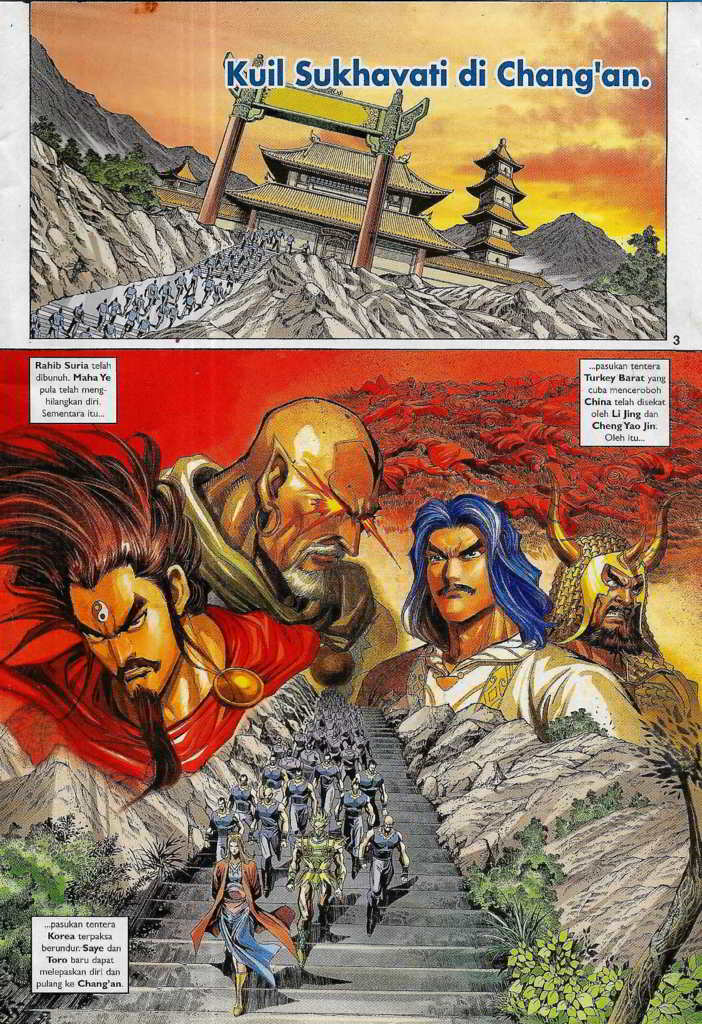 Kuil Sukhavati di Chang'an.
3
Rahib Suria telah
dibunuh. Maha Ye
pula telah meng-
hilangkan diri.
Sementara itu...
...pasukan tentera
Turkey Barat yang
cuba menceroboh
China telah disekat
oleh Li Jing dan
Cheng Yao Jin.
Oleh itu...
...pasukan tentera
Korea terpaksa
berundur. Saye dan
Toro baru dapat
melepaskan diri dan
pulang ke Chang'an.